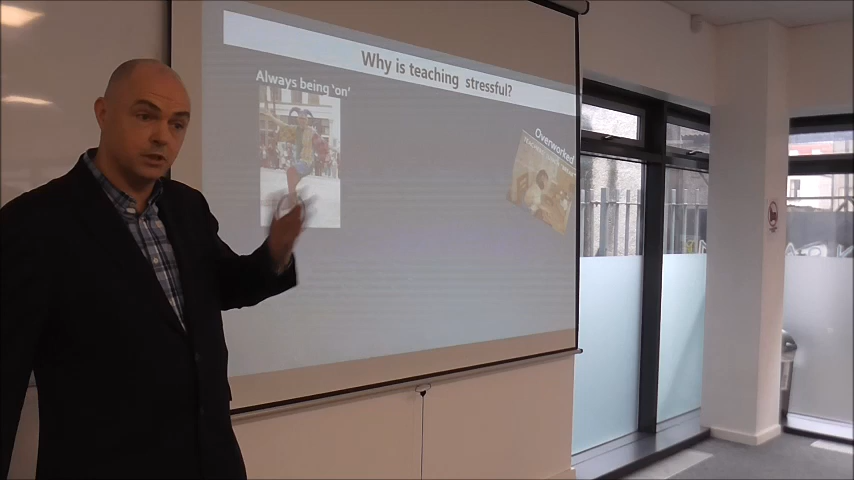 Why is teaching stressful?
Always being 'on'
Overworked